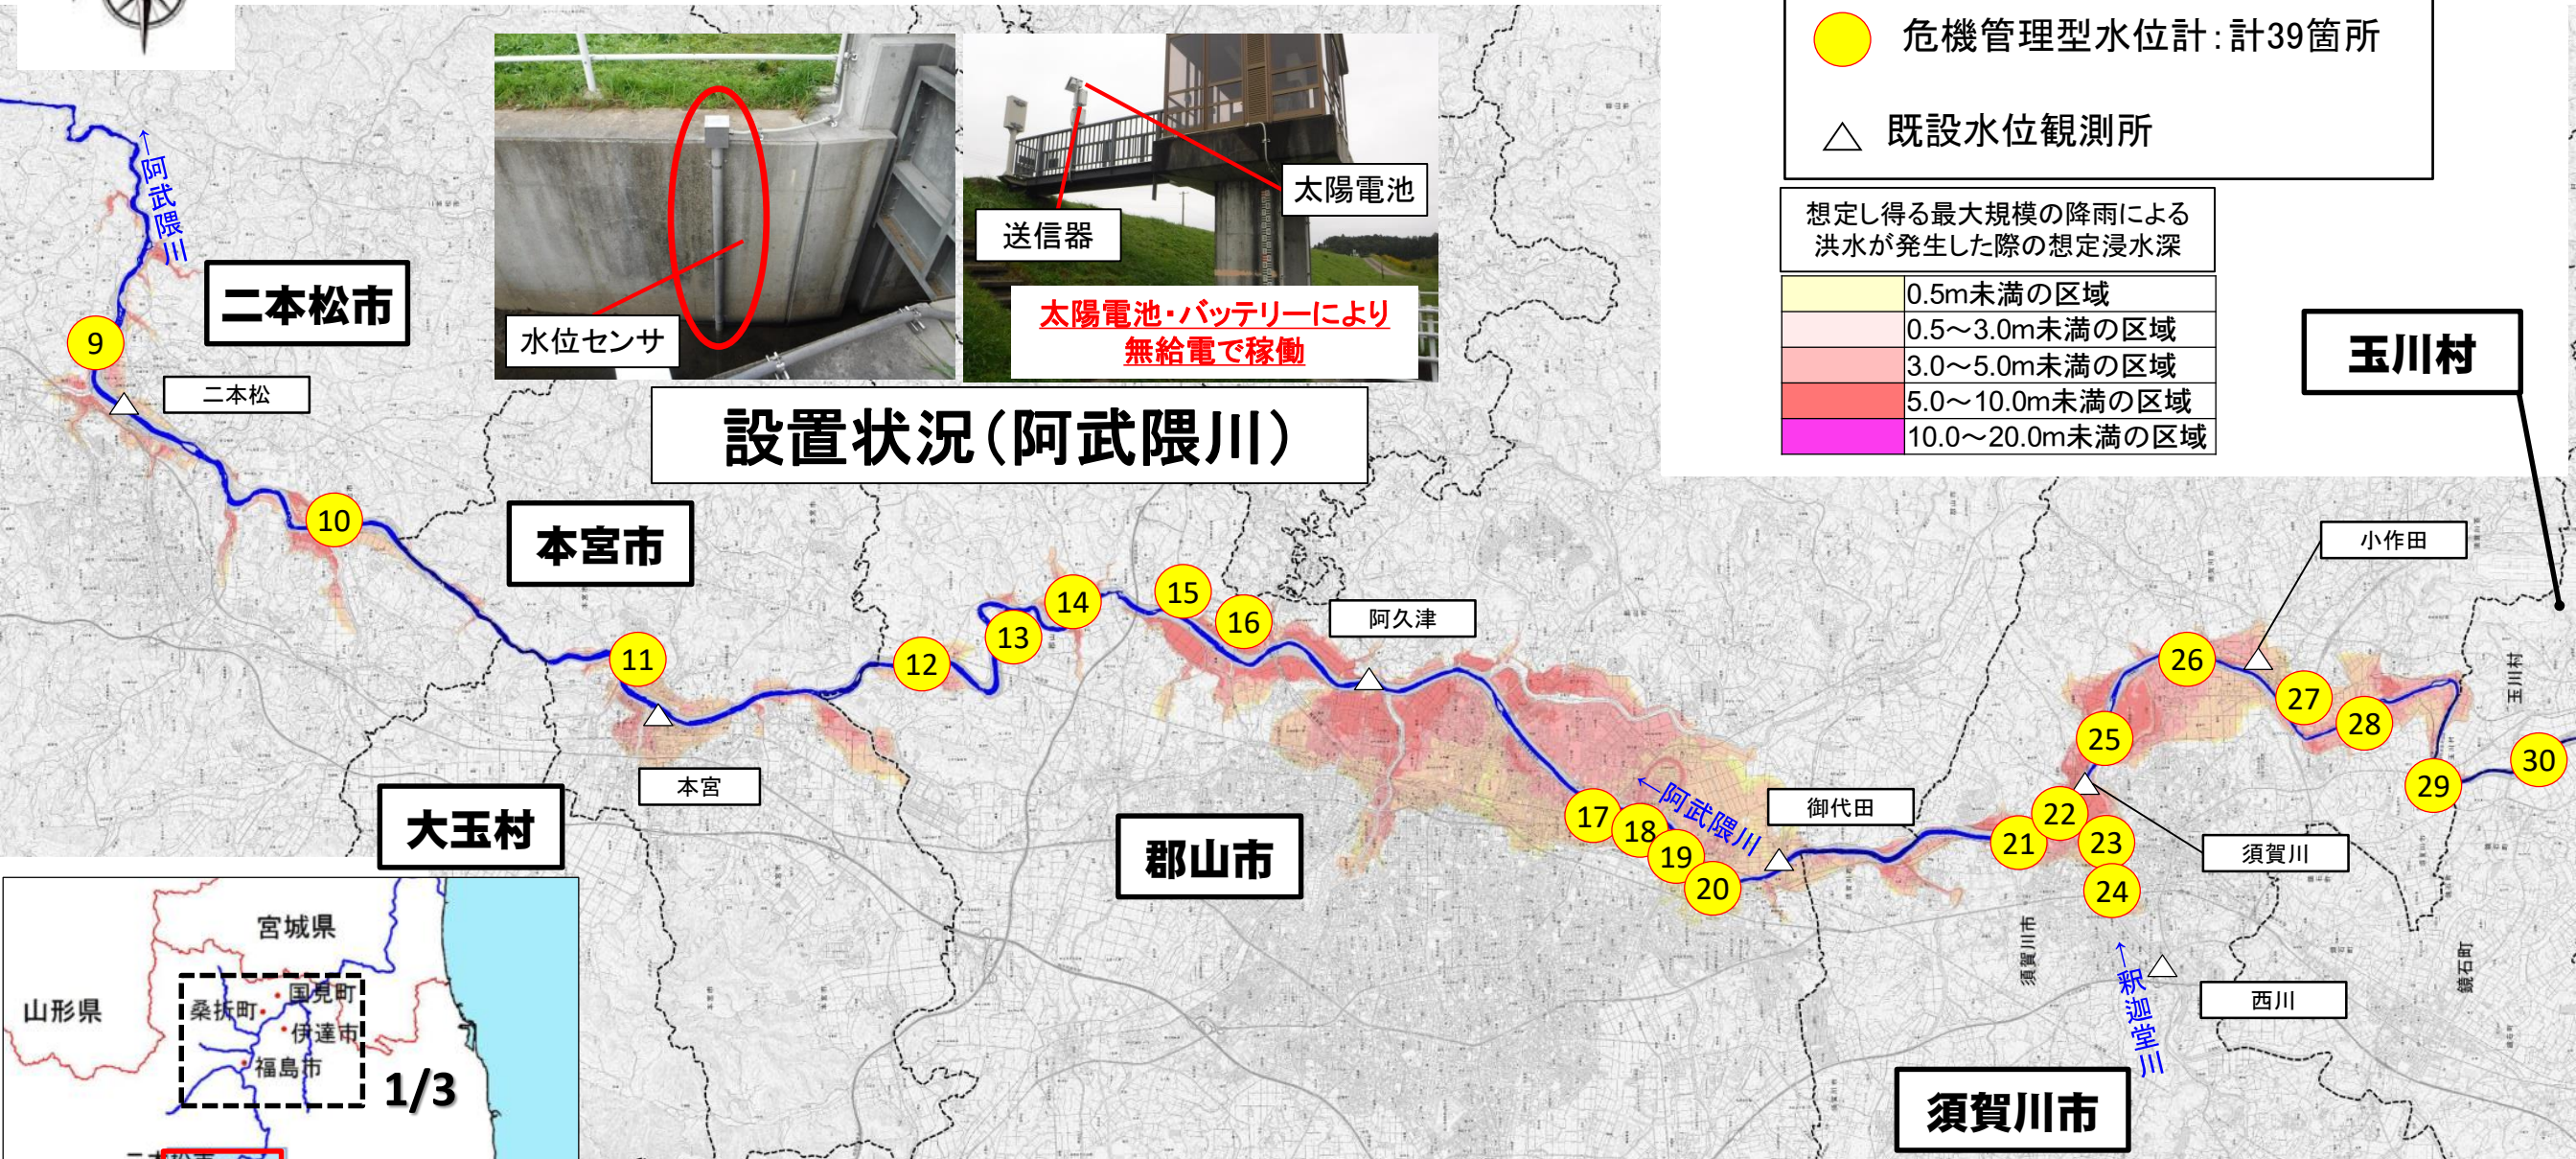 危機管理型水位計：計39箇所
既設水位観測所
想定し得る最大規模の降雨による
洪水が発生した際の想定浸水深
0.5m未満の区域
0.5～3.0m未満の区域
3.0～5.0m未満の区域
5.0～10.0m未満の区域
10.0～20.0m未満の区域
水位センサ
送信器
太陽電池
太陽電池・バッテリーにより
無給電で稼働
設置状況（阿武隈川）
←阿武隈川
二本松市
9
二本松
10
本宮市
11
本宮
大玉村
12
13
14
15
16
阿久津
郡山市
17
18
19
20
←阿武隈川
御代田
21
22
23
24
25
26
27
28
29
30
小作田
須賀川
西川
←釈迦堂川
須賀川市
須賀川市
鏡石町
玉川村
玉川村
宮城県
山形県
国見町
桑折町
伊達市
福島市
1/3